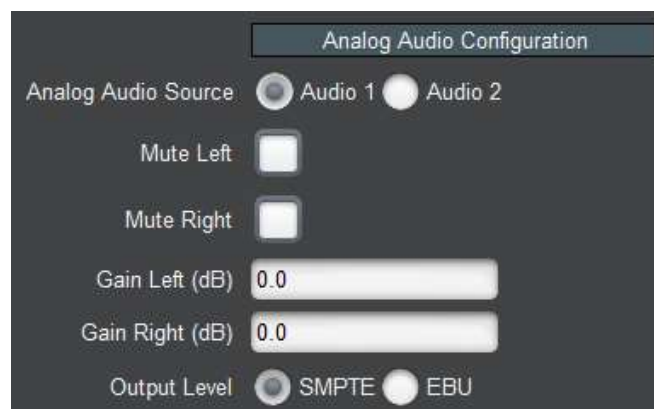 Analog Audio Configuration
Analog Audio Source Audio 1 Audio 2
Mute Left
Mute Right
Gain Left (dB) 0.0
Gain Right (dB) 0.0
Output Level SMPTE EBU